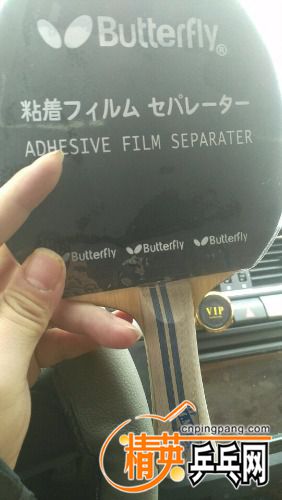 Butterfly®
粘着フィルム セパレーター
ADHESIVE FILM SEPARATER
Butterfly Butterfly Butterfly
VIP
www.cnpingpang.com
精英乒乓网